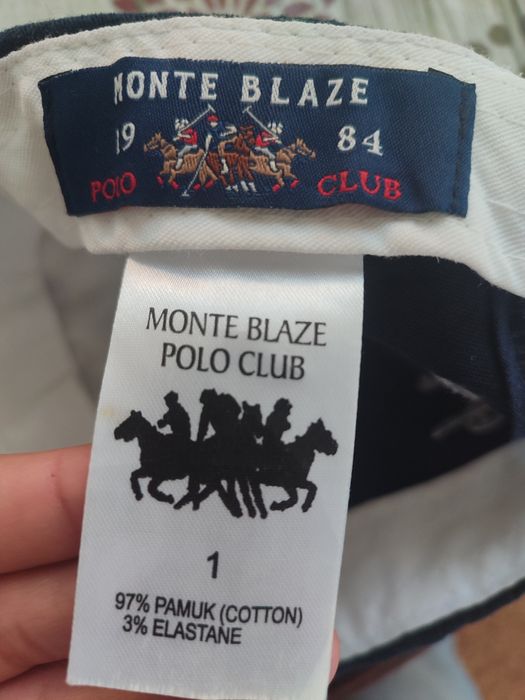 MONTE BLAZE
19 84
POLO CLUB
MONTE BLAZE
POLO CLUB
1
97% PAMUK (COTTON)
3% ELASTANE